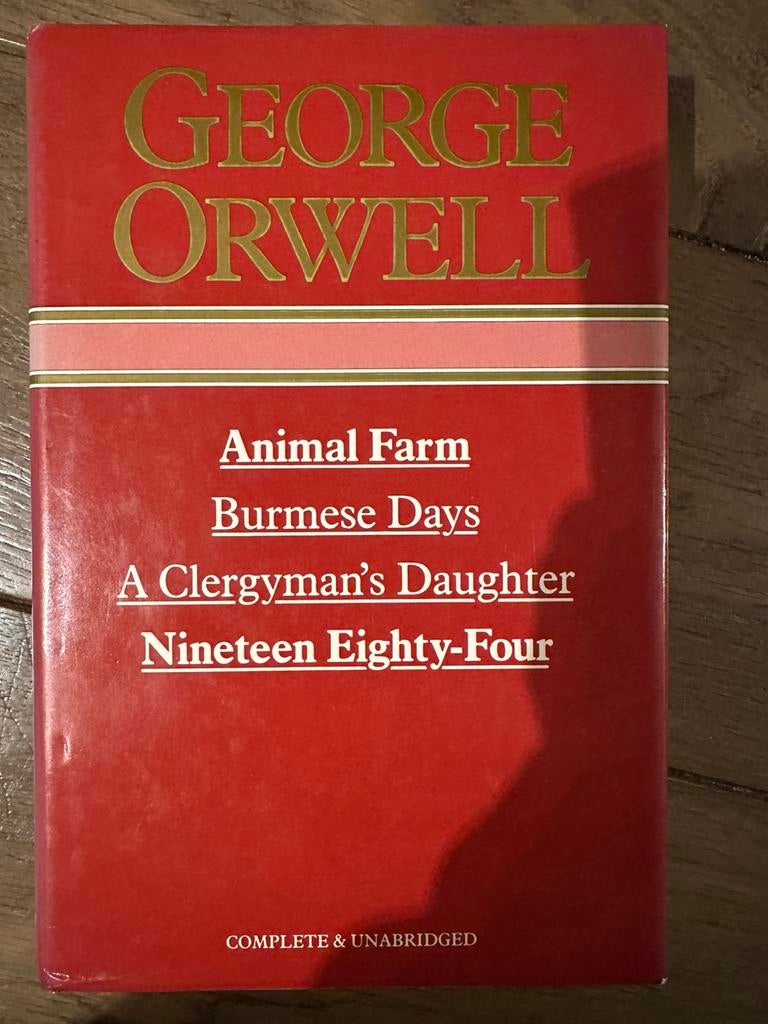 GEORGE
ORWELL
Animal Farm
Burmese Days
A Clergyman's Daughter
Nineteen Eighty-Four
COMPLETE & UNABRIDGED